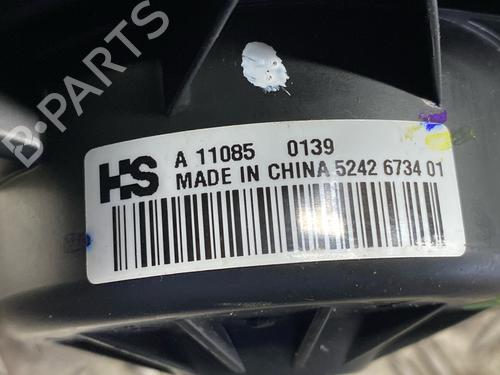 B-PARTS
HS
A 11085 0139
MADE IN CHINA 5242 6734 01